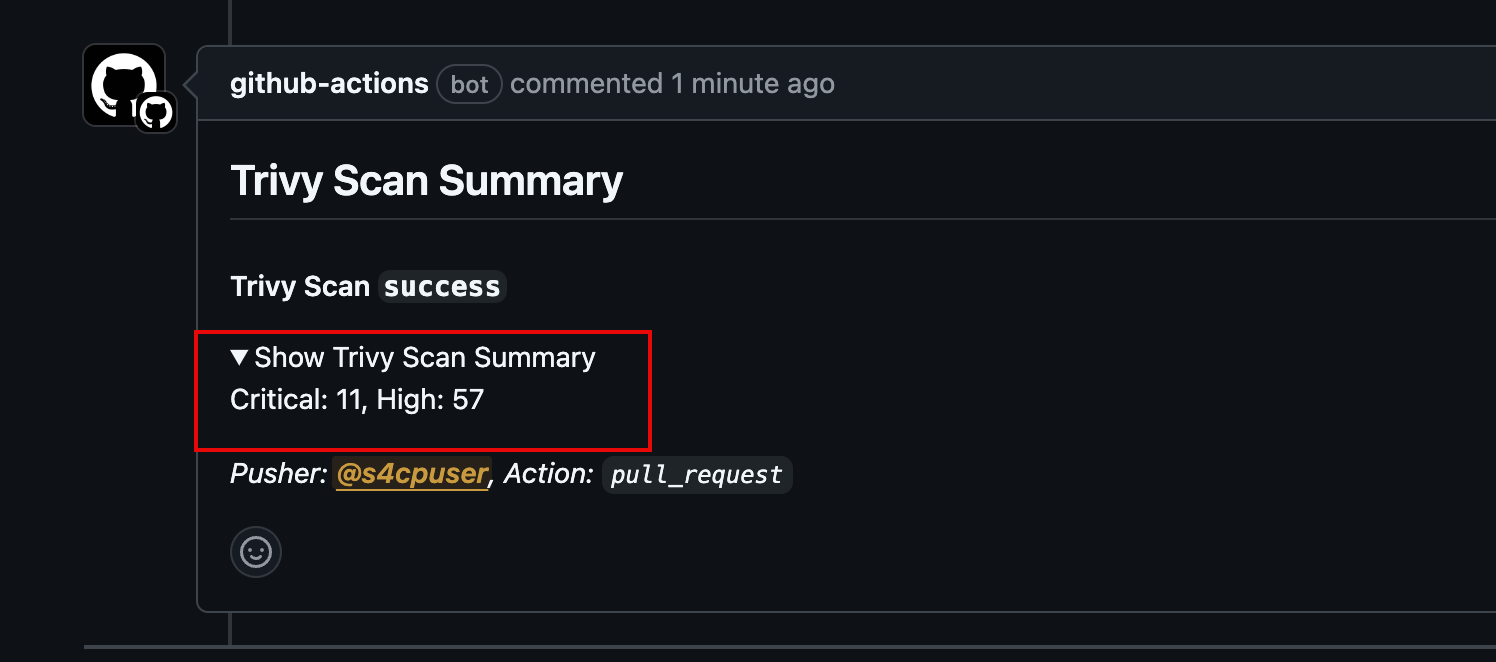 github-actions bot commented 1 minute ago
Trivy Scan Summary
Trivy Scan success
▼ Show Trivy Scan Summary
Critical: 11, High: 57
Pusher: @s4cpuser, Action: pull_request